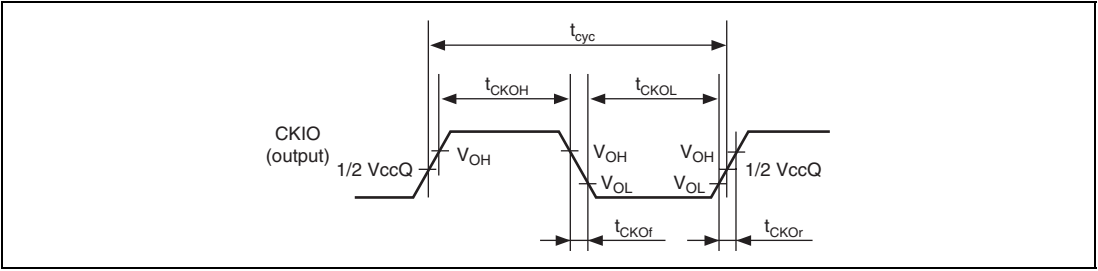 tcyc
tCKOH tCKOL
CKIO
(output)
1/2 VccQ VOH VOH VOH 1/2 VccQ
VOL VOL
tCKOf tCKOr